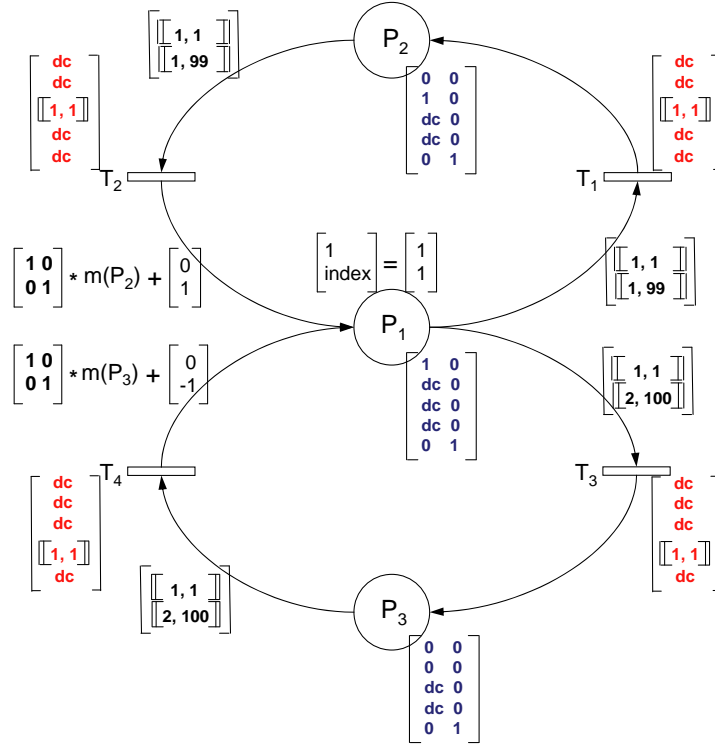 1, 1
1, 99
P2
dc
dc
1, 1
dc
dc
0 0
1 0
dc 0
dc 0
0 1
dc
dc
1, 1
dc
dc
T2
T1
1 0
0 1
* m(P2) +
0
1
1
index
=
1
1
1, 1
1, 99
P1
1 0
0 1
* m(P3) +
0
-1
1 0
dc 0
dc 0
dc 0
0 1
1, 1
2, 100
T4
T3
dc
dc
dc
1, 1
dc
dc
dc
dc
1, 1
dc
1, 1
2, 100
P3
0 0
0 0
dc 0
dc 0
0 1